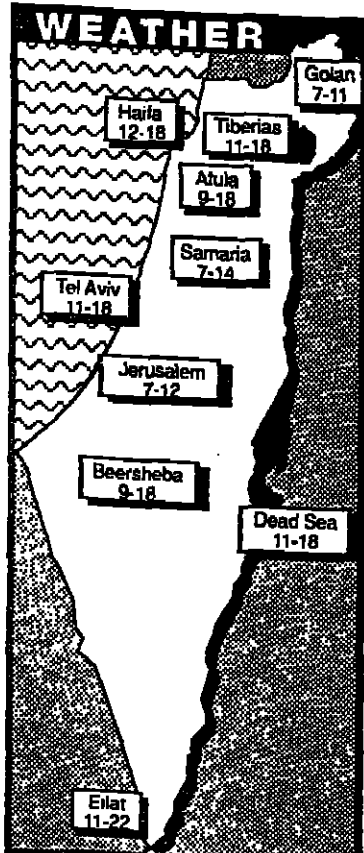 WEATHER
Golan
7-11
Haifa
12-18
Tiberias
11-18
Afula
9-18
Samaria
7-14
Tel Aviv
11-18
Jerusalem
7-12
Beersheba
9-18
Dead Sea
11-18
Eilat
11-22